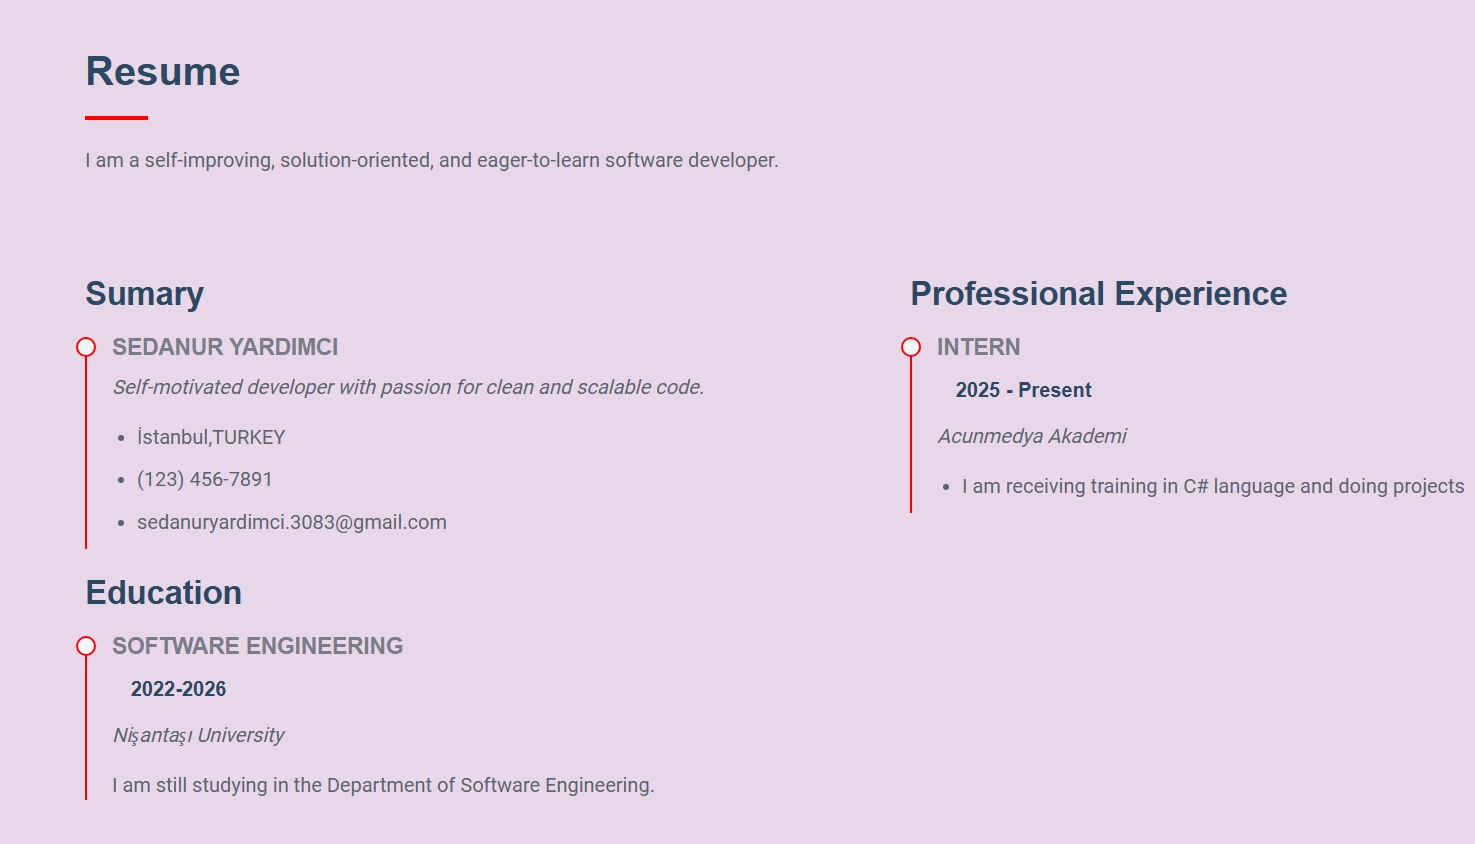 Resume
I am a self-improving, solution-oriented, and eager-to-learn software developer.
Sumary
SEDANUR YARDIMCI
Self-motivated developer with passion for clean and scalable code.
İstanbul,TURKEY
(123) 456-7891
sedanuryardimci.3083@gmail.com
Education
SOFTWARE ENGINEERING
2022-2026
Nişantaşı University
I am still studying in the Department of Software Engineering.
Professional Experience
INTERN
2025 - Present
Acunmedya Akademi
I am receiving training in C# language and doing projects